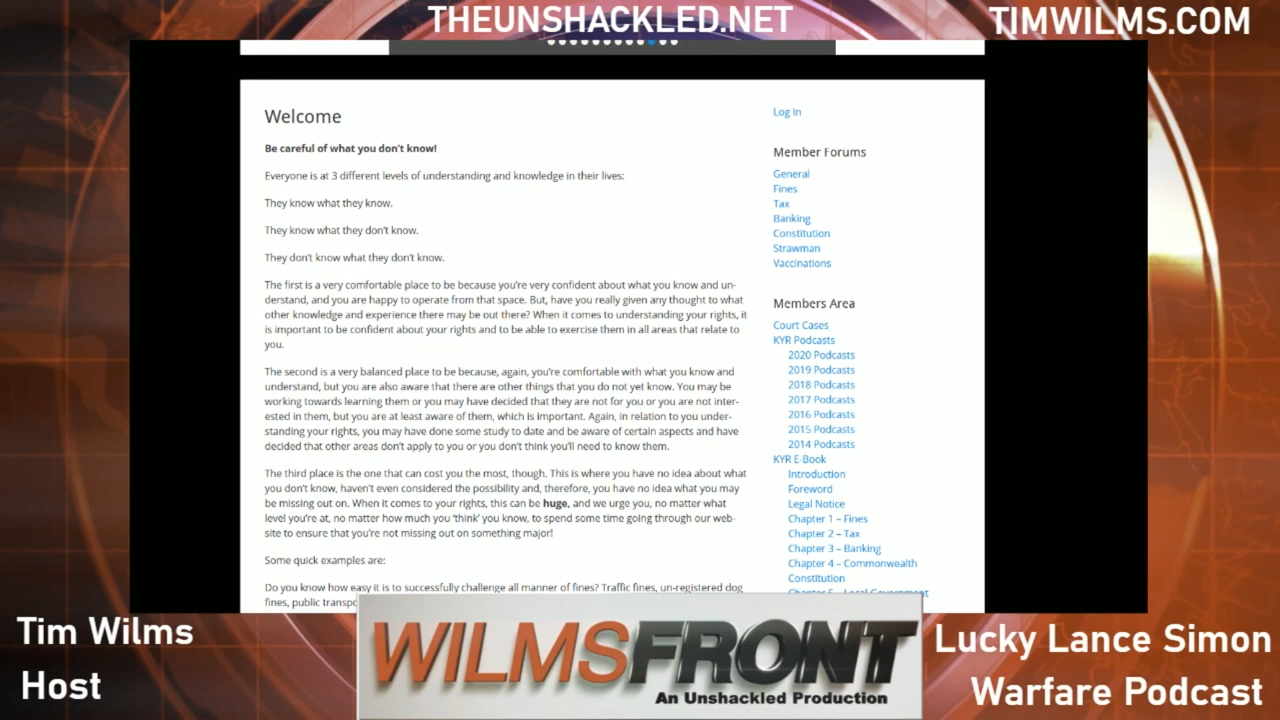 THEUNSHACKLED.NET
TIMWILMS.COM
Welcome
Be careful of what you don't know!
Everyone is at 3 different levels of understanding and knowledge in their lives:
They know what they know.
They know what they don't know.
They don't know what they don't know.
The first is a very comfortable place to be because you're very confident about what you know and un-
derstand, and you are happy to operate from that space. But, have you really given any thought to what
other knowledge and experience there may be out there? When it comes to understanding your rights, it
is important to be confident about your rights and to be able to exercise them in all areas that relate to
you.
The second is a very balanced place to be because, again, you're comfortable with what you know and
understand, but you are also aware that there are other things that you do not yet know. You may be
working towards learning them or you may have decided that they are not for you or you are not inter-
ested in them, but you are at least aware of them, which is important. Again, in relation to you under-
standing your rights, you may have done some study to date and be aware of certain aspects and have
decided that other areas don't apply to you or you don't think you'll need to know them.
The third place is the one that can cost you the most, though. This is where you have no idea about what
you don't know, haven't even considered the possibility and, therefore, you have no idea what you may
be missing out on. When it comes to your rights, this can be huge, and we urge you, no matter what
level you're at, no matter how much you 'think' you know, to spend some time going through our web-
site to ensure that you're not missing out on something major!
Some quick examples are:
Do you know how easy it is to successfully challenge all manner of fines? Traffic fines, un-registered dog
fines, public
Log In
Member Forums
General
Fines
Tax
Banking
Constitution
Strawman
Vaccinations
Members Area
Court Cases
KYR Podcasts
2020 Podcasts
2019 Podcasts
2018 Podcasts
2017 Podcasts
2016 Podcasts
2015 Podcasts
2014 Podcasts
KYR E-Book
Introduction
Foreword
Legal Notice
Chapter 1 – Fines
Chapter 2 – Tax
Chapter 3 – Banking
Chapter 4 – Commonwealth
Constitution
Chapter 5 – Local Government
Tim Wilms
Host
WILMSFRONT
An Unshackled Production
Lucky Lance Simon
Warfare Podcast